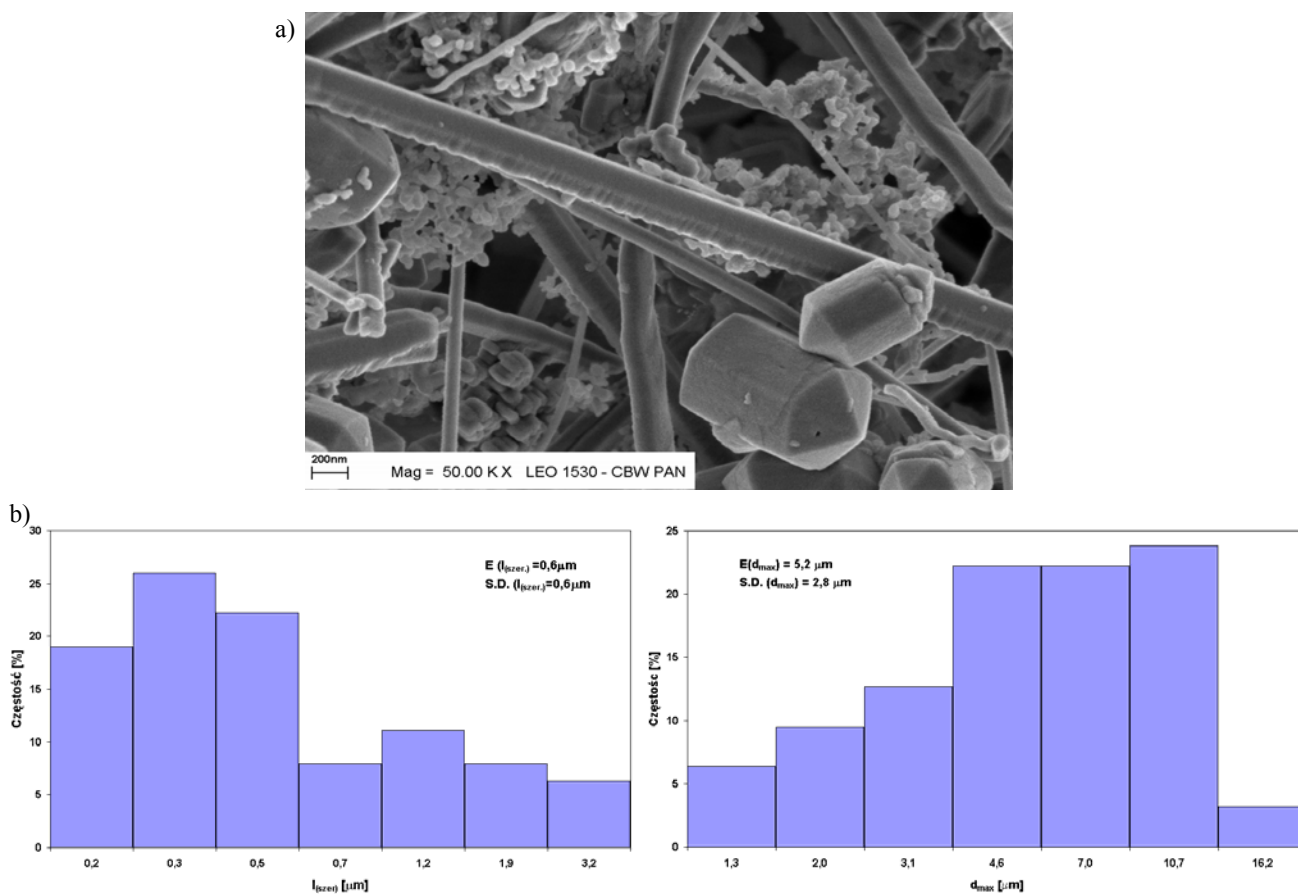 a)
200nm
Mag = 50.00 K X LEO 1530 - CBW PAN
b)
30
25
20
15
10
5
0
Częstość [%]
E (l(szer.) =0,6µm
S.D. (l(szer.)=0,6µm
0,2 0,3 0,5 0,7 1,2 1,9 3,2
l(szer) [µm]
25
20
15
10
5
0
Częstość [%]
E(dmax) = 5,2 µm
S.D. (dmax) = 2,8 µm
1,3 2,0 3,1 4,6 7,0 10,7 16,2
dmax [µm]